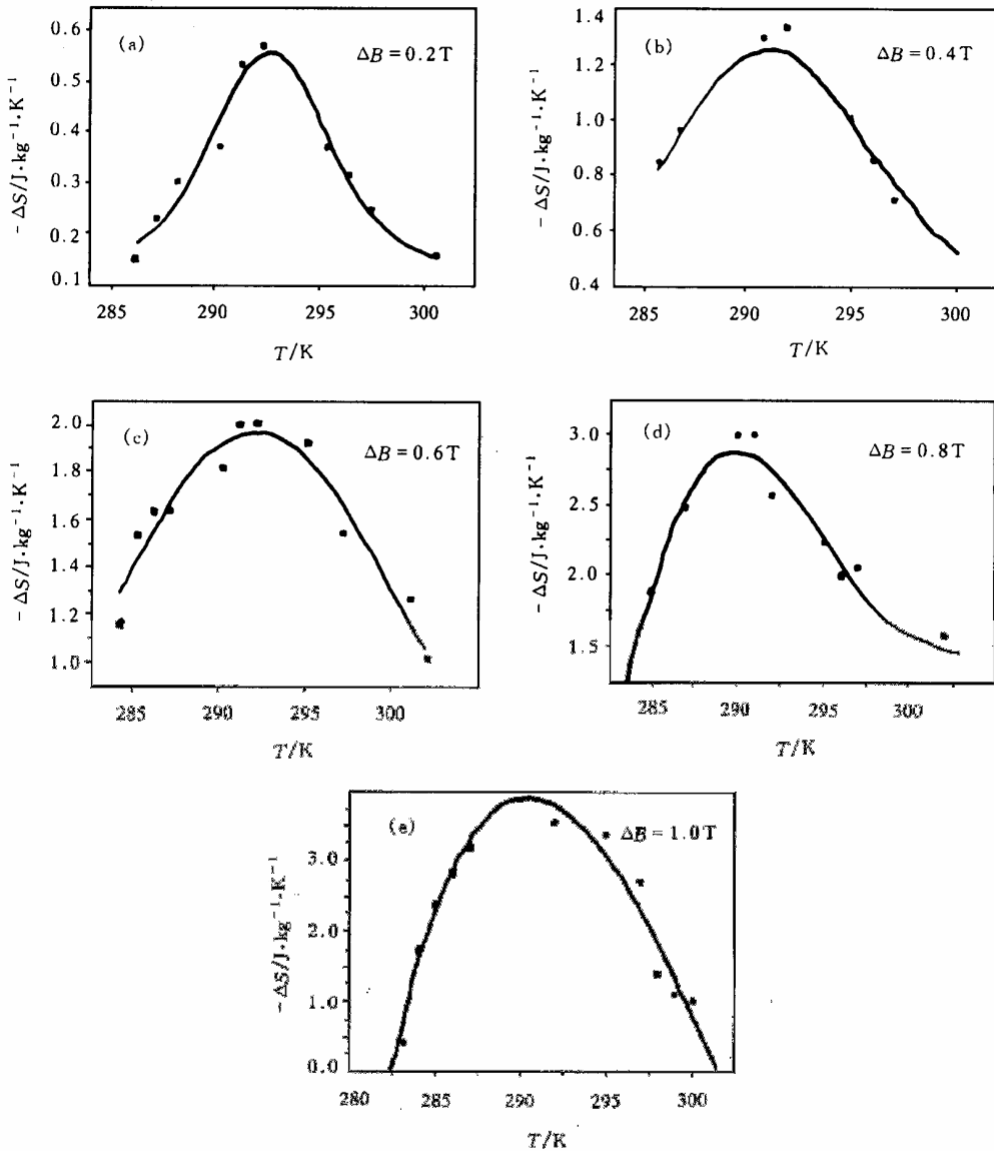 (a)
ΔB = 0.2T
- ΔS/J·kg⁻¹·K⁻¹
0.6
0.5
0.4
0.3
0.2
0.1
285
290
295
300
T/K
(b)
ΔB = 0.4T
- ΔS/J·kg⁻¹·K⁻¹
1.4
1.2
1.0
0.8
0.6
0.4
285
290
295
300
T/K
(c)
ΔB = 0.6T
- ΔS/J·kg⁻¹·K⁻¹
2.0
1.8
1.6
1.4
1.2
1.0
285
290
295
300
T/K
(d)
ΔB = 0.8T
- ΔS/J·kg⁻¹·K⁻¹
3.0
2.5
2.0
1.5
285
290
295
300
T/K
(e)
ΔB = 1.0T
- ΔS/J·kg⁻¹·K⁻¹
3.0
2.0
1.0
0.0
280
285
290
295
300
T/K